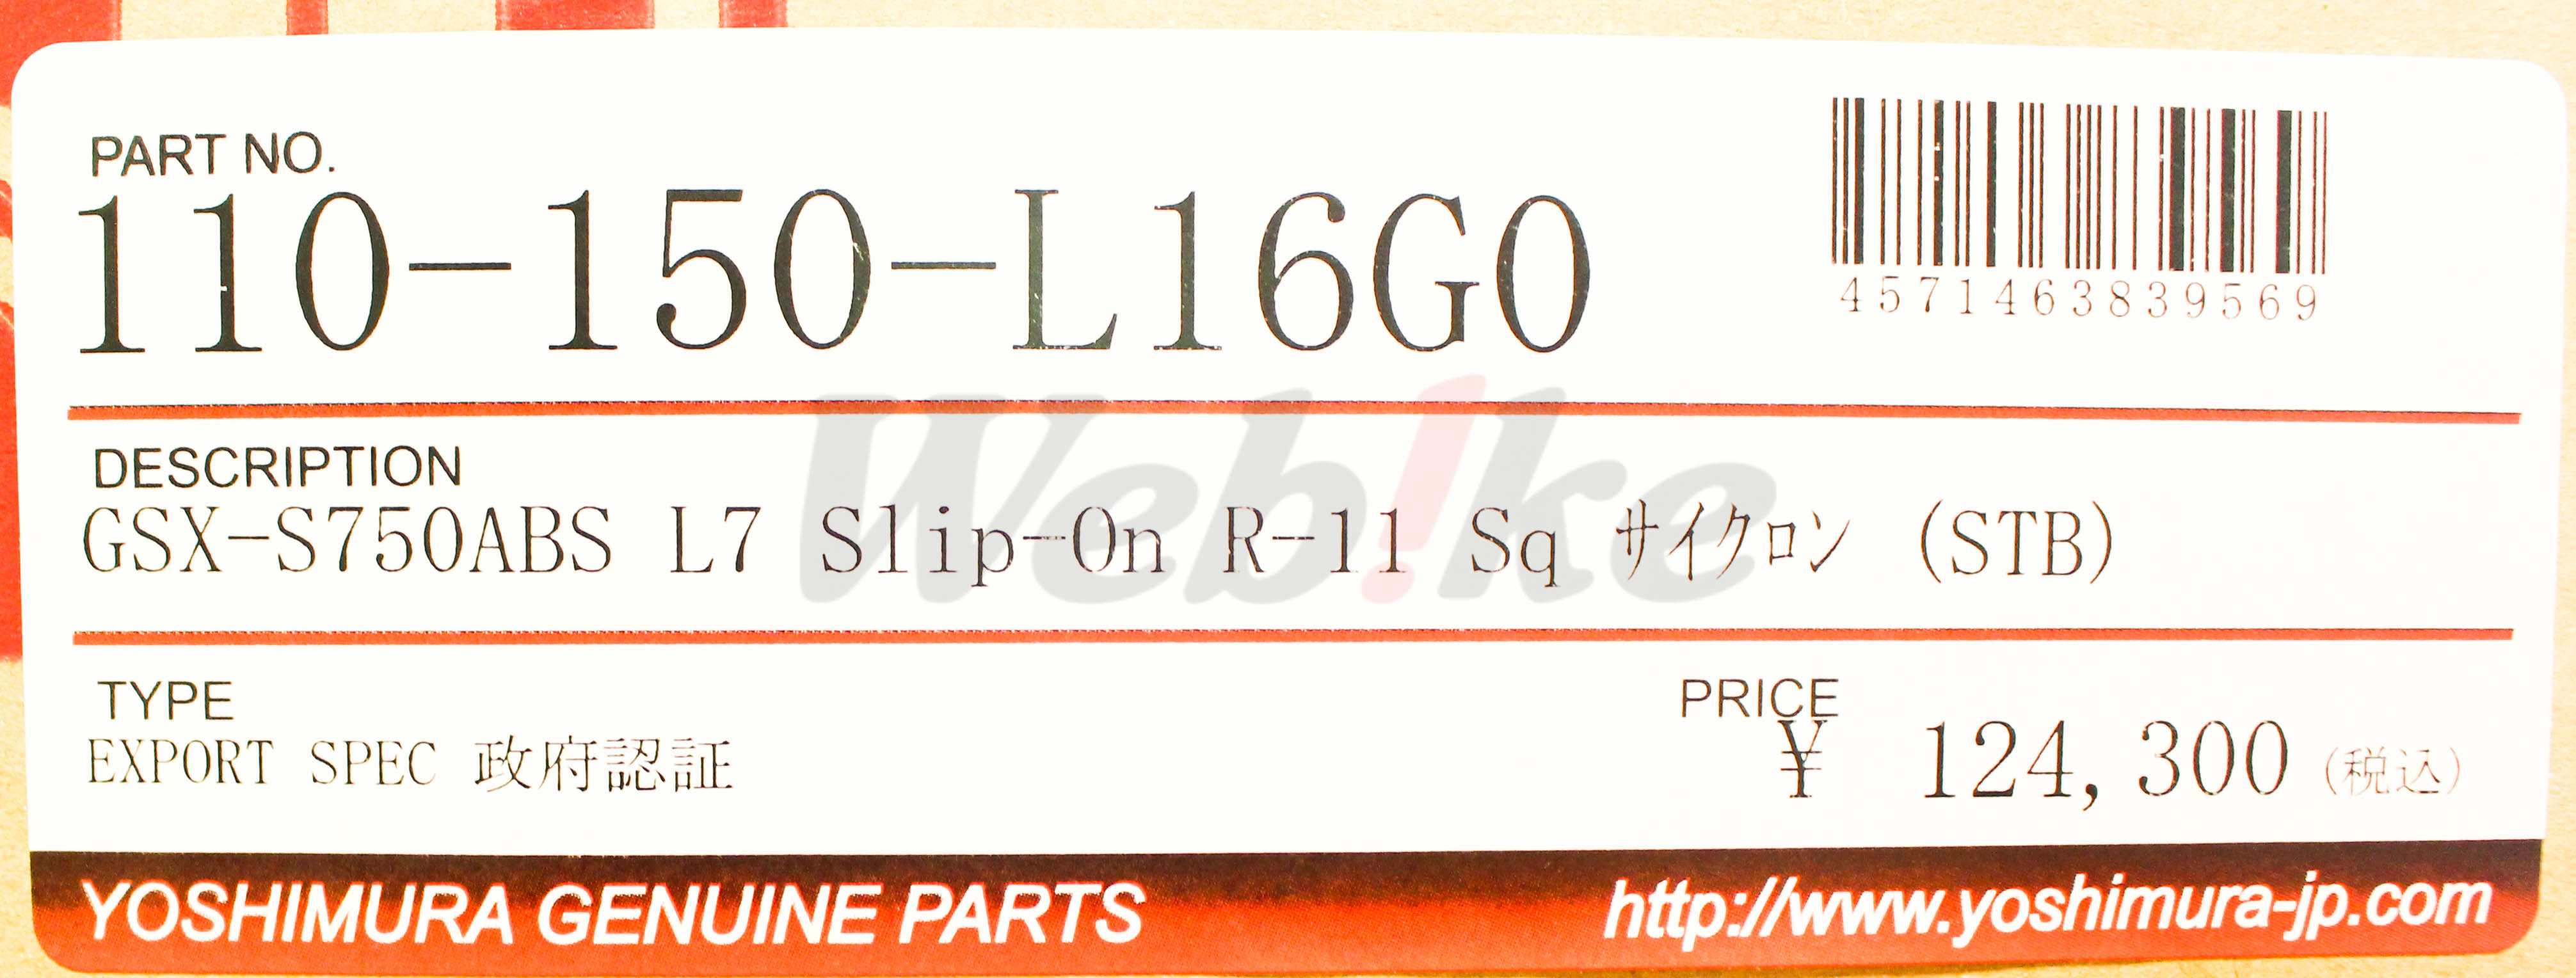 PART NO.
110-150-L16G0
4571463839569
DESCRIPTION
GSX-S750ABS L7 Slip-On R-11 Sq サイクロン (STB)
Web!ke
TYPE
EXPORT SPEC 政府認証
PRICE
¥ 124,300 (税込)
YOSHIMURA GENUINE PARTS
http://www.yoshimura-jp.com